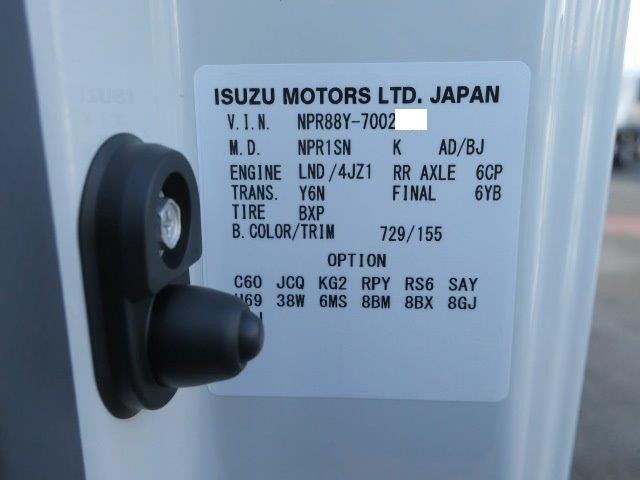 ISUZU MOTORS LTD. JAPAN
V.I.N. NPR88Y-7002
M.D. NPR1SN K AD/BJ
ENGINE LND/4JZ1 RR AXLE 6CP
TRANS. Y6N FINAL 6YB
TIRE BXP
B.COLOR/TRIM 729/155
OPTION
C60 JCQ KG2 RPY RS6 SAY
38W 6MS 8BM 8BX 8GJ